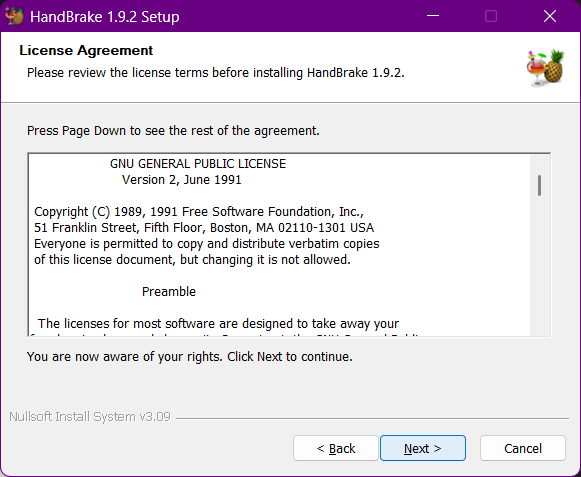 HandBrake 1.9.2 Setup
License Agreement
Please review the license terms before installing HandBrake 1.9.2.
Press Page Down to see the rest of the agreement.
GNU GENERAL PUBLIC LICENSE
Version 2, June 1991
Copyright (C) 1989, 1991 Free Software Foundation, Inc.,
51 Franklin Street, Fifth Floor, Boston, MA 02110-1301 USA
Everyone is permitted to copy and distribute verbatim copies
of this license document, but changing it is not allowed.
Preamble
The licenses for most software are designed to take away your
You are now aware of your rights. Click Next to continue.
Nullsoft Install System v3.09
< Back
Next >
Cancel